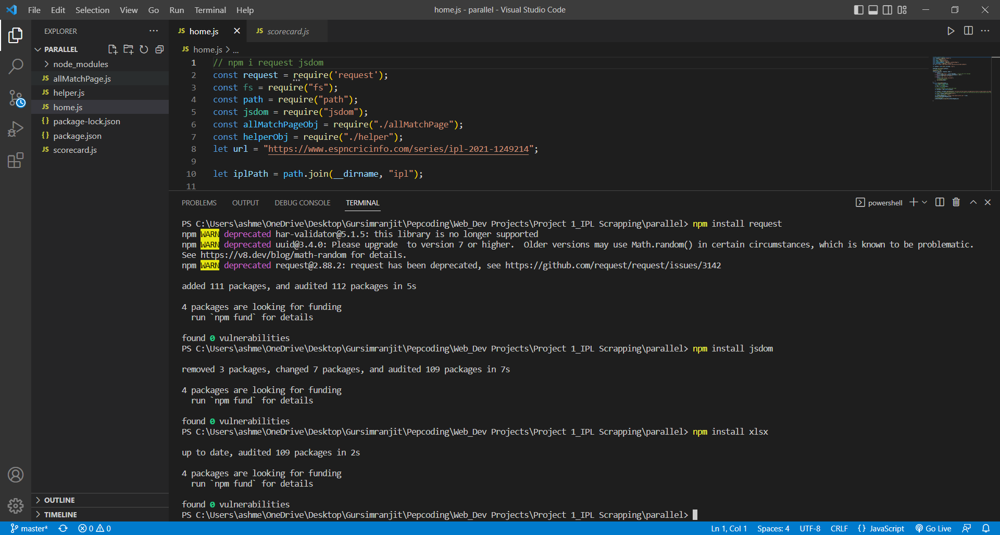 File Edit Selection View Go Run Terminal Help
home.js - parallel - Visual Studio Code
EXPLORER
PARALLEL
node_modules
JS allMatchPage.js
JS helper.js
JS home.js
{} package-lock.json
{} package.json
JS scorecard.js
OUTLINE
TIMELINE
JS home.js
JS scorecard.js
JS home.js > ...
1 // npm i request jsdom
2 const request = require('request');
3 const fs = require("fs");
4 const path = require("path");
5 const jsdom = require("jsdom");
6 const allMatchPageObj = require("./allMatchPage");
7 const helperObj = require("./helper");
8 let url = "https://www.espncricinfo.com/series/ipl-2021-1249214";
9
10 let iplPath = path.join(__dirname, "ipl");
11
PROBLEMS OUTPUT DEBUG CONSOLE TERMINAL
powershell
PS C:\Users\ashme\OneDrive\Desktop\Gursimranjit\Pepcoding\Web_Dev Projects\Project 1_IPL Scrapping\parallel> npm install request
npm WARN deprecated har-validator@5.1.5: this library is no longer supported
npm WARN deprecated uuid@3.4.0: Please upgrade  to version 7 or higher.  Older versions may use Math.random() in certain circumstances, which is known to be problematic.
See https://v8.dev/blog/math-random for details.
npm WARN deprecated request@2.88.2: request has been deprecated, see https://github.com/request/request/issues/3142
added 111 packages, and audited 112 packages in 5s
4 packages are looking for funding
run `npm fund` for details
found 0 vulnerabilities
PS C:\Users\ashme\OneDrive\Desktop\Gursimranjit\Pepcoding\Web_Dev Projects\Project 1_IPL Scrapping\parallel> npm install jsdom
removed 3 packages, changed 7 packages, and audited 109 packages in 7s
4 packages are looking for funding
run `npm fund` for details
found 0 vulnerabilities
PS C:\Users\ashme\OneDrive\Desktop\Gursimranjit\Pepcoding\Web_Dev Projects\Project 1_IPL Scrapping\parallel> npm install xlsx
up to date, audited 109 packages in 2s
4 packages are looking for funding
run `npm fund` for details
found 0 vulnerabilities
PS C:\Users\ashme\OneDrive\Desktop\Gursimranjit\Pepcoding\Web_Dev Projects\Project 1_IPL Scrapping\parallel>
master* 0 0 Ln 1, Col 1 Spaces: 4 UTF-8 CRLF {} JavaScript Go Live